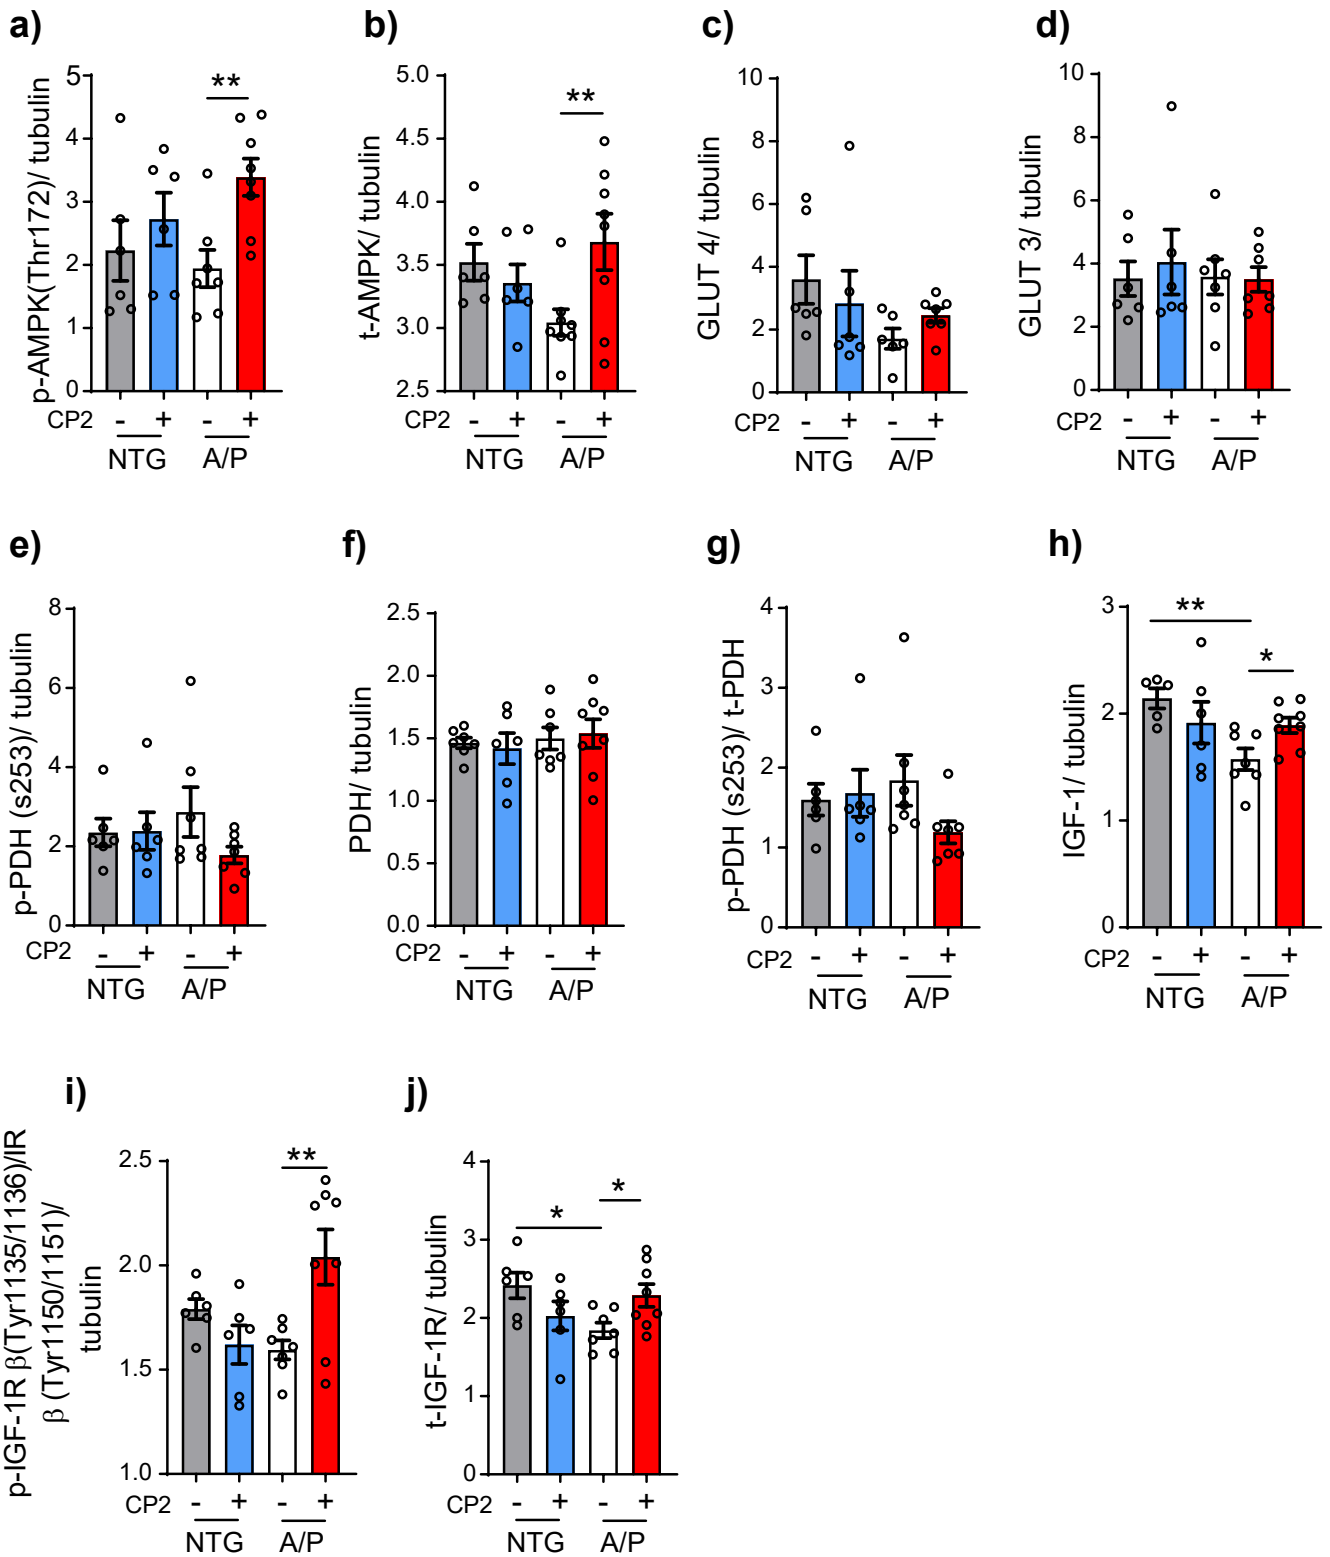 a)
p-AMPK(Thr172)/ tubulin
5
4
3
2
1
0
**
CP2 - + - +
NTG A/P
b)
t-AMPK/ tubulin
5.0
4.5
4.0
3.5
3.0
2.5
**
CP2 - + - +
NTG A/P
c)
GLUT 4/ tubulin
10
8
6
4
2
0
CP2 - + - +
NTG A/P
d)
GLUT 3/ tubulin
10
8
6
4
2
0
CP2 - + - +
NTG A/P
e)
p-PDH (s253)/ tubulin
8
6
4
2
0
CP2 - + - +
NTG A/P
f)
PDH/ tubulin
2.5
2.0
1.5
1.0
0.5
0.0
CP2 - + - +
NTG A/P
g)
p-PDH (s253)/ t-PDH
4
3
2
1
0
CP2 - + - +
NTG A/P
h)
IGF-1/ tubulin
3
2
1
0
**
*
CP2 - + - +
NTG A/P
i)
p-IGF-1R β(Tyr1135/1136)/IR
β (Tyr1150/1151)/
tubulin
2.5
2.0
1.5
1.0
**
CP2 - + - +
NTG A/P
j)
t-IGF-1R/ tubulin
4
3
2
1
0
*
*
CP2 - + - +
NTG A/P